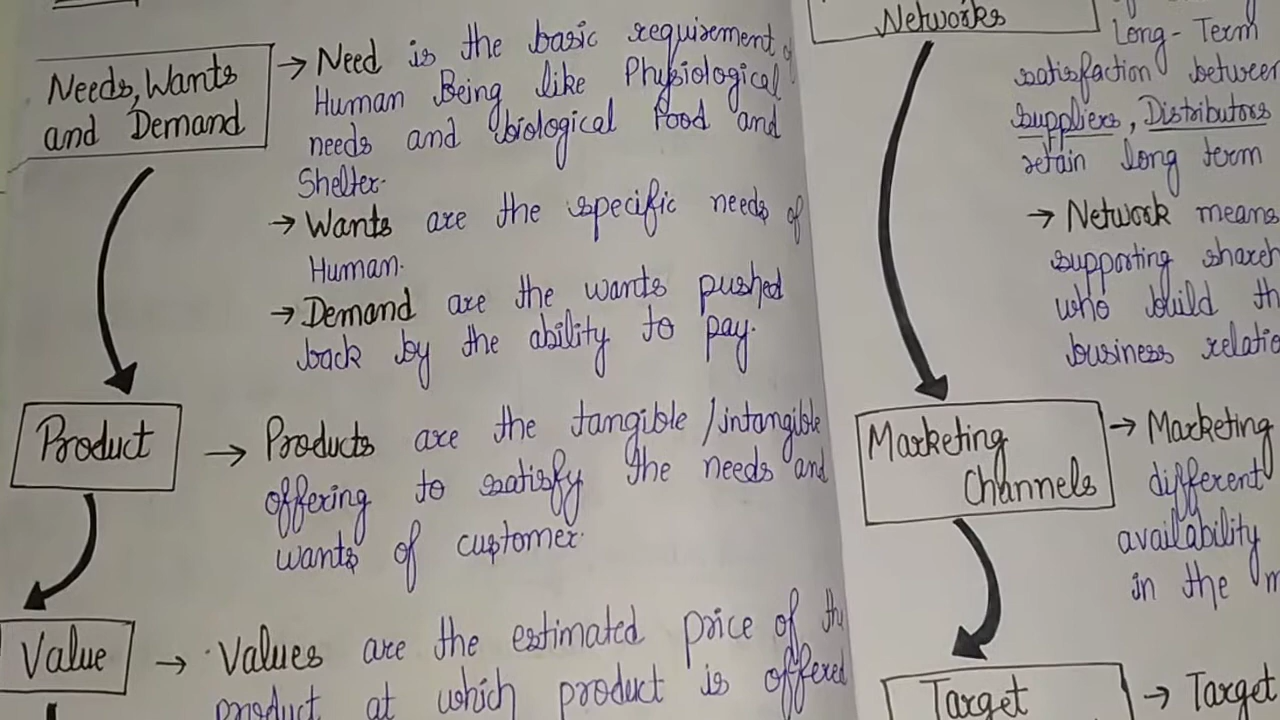 Needs, Wants
and Demand
→ Need is the basic requirement of
Human Being like Physiological
needs and biological Food and
Shelter.
→ Wants are the specific needs of
Human.
→ Demand are the wants pushed
back by the ability to pay.
Product
→ Products are the tangible /intangible
offering to satisfy the needs and
wants of customer.
Value
→ Values are the estimated price of the
product at which product is offered
Networks
Long-Term
satisfaction between
suppliers, Distributors
retain long term
→ Network means
supporting
who build
business
Marketing
Channels
→ Marketing
different
availability
in the
Target
→ Target